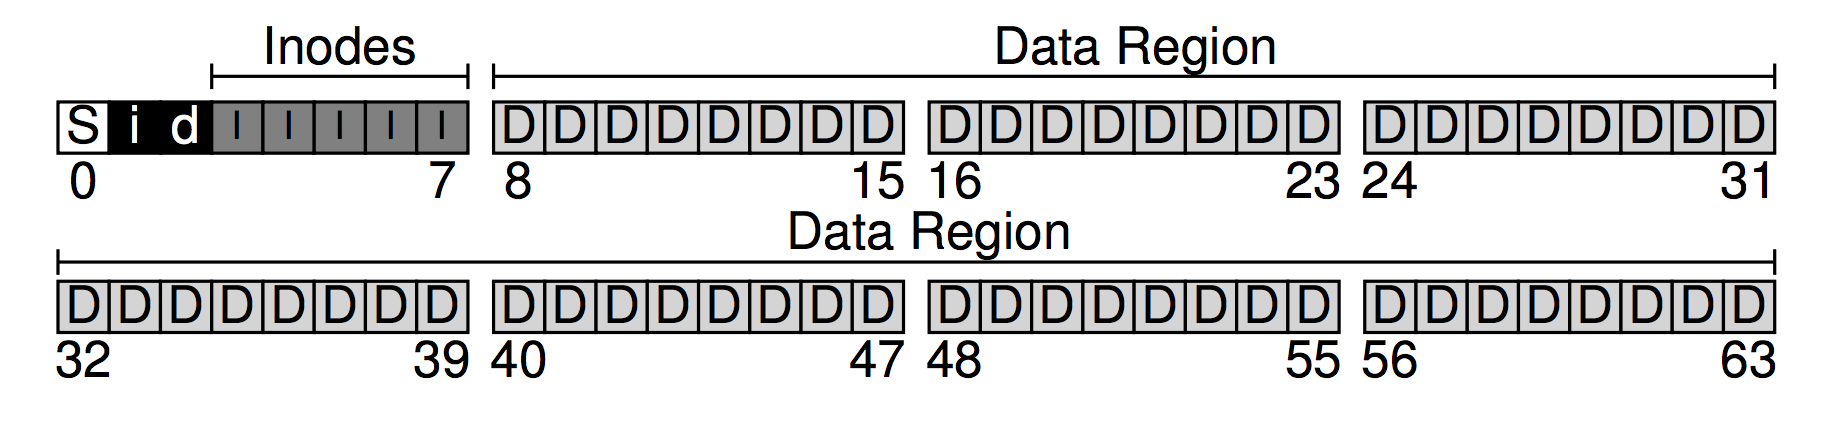 Inodes Data Region
S i d I I I I I D D D D D D D D D D D D D D D D D D D D D D D D
0 7 8 15 16 23 24 31
Data Region
D D D D D D D D D D D D D D D D D D D D D D D D D D D D D D D D
32 39 40 47 48 55 56 63